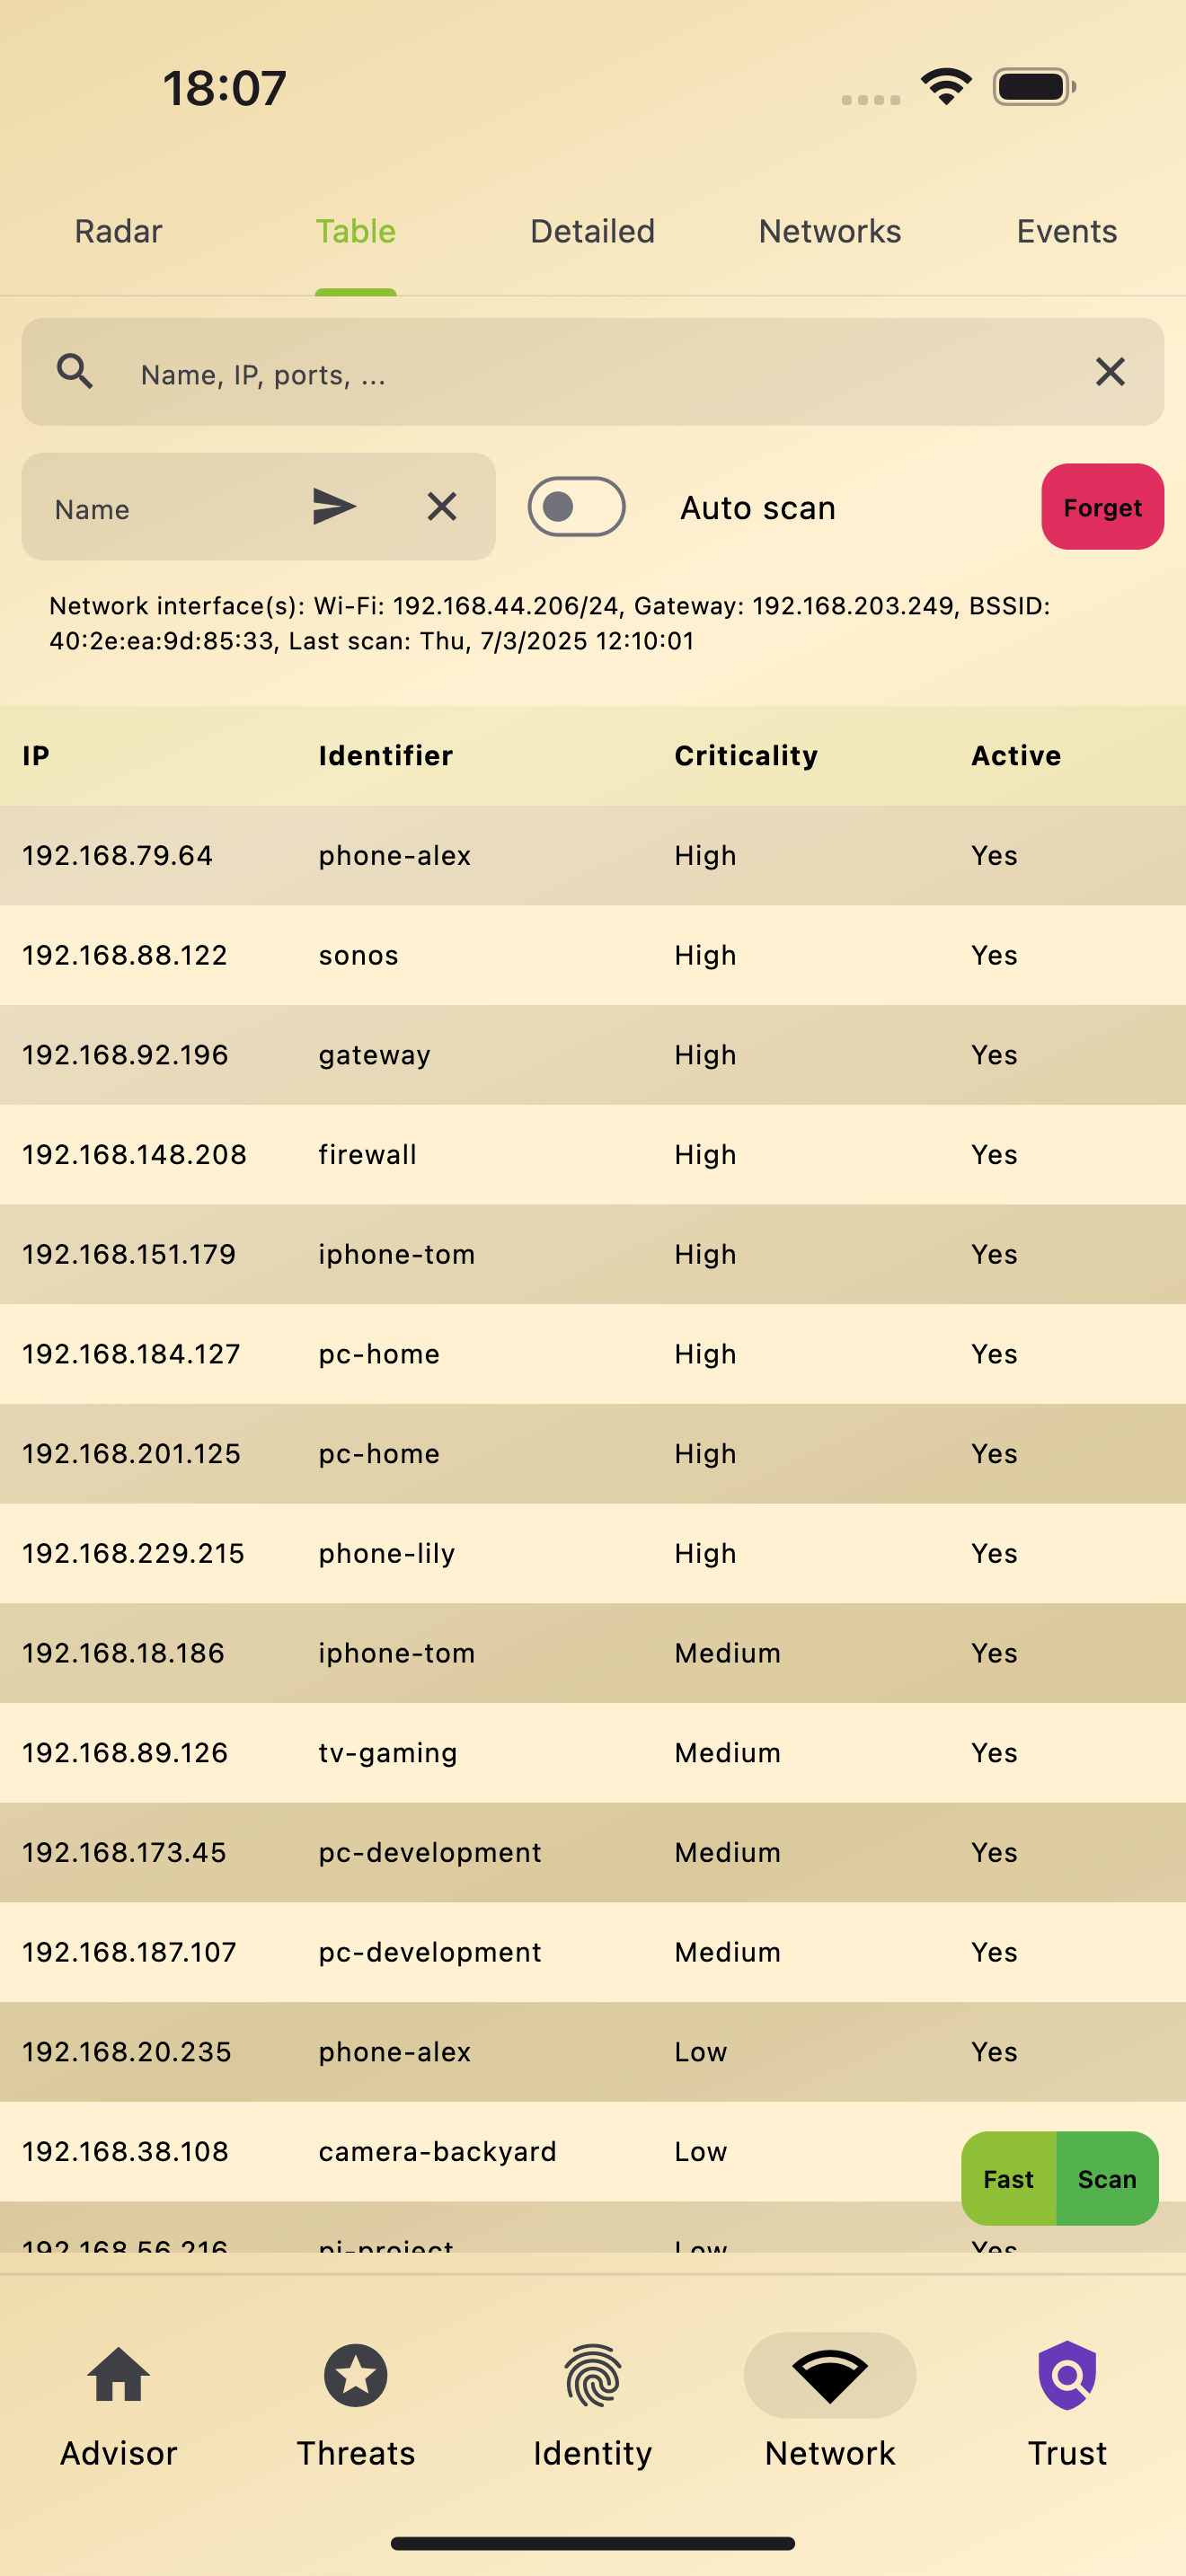 18:07
Radar Table Detailed Networks Events
Name, IP, ports, ...
Name Auto scan Forget
Network interface(s): Wi-Fi: 192.168.44.206/24, Gateway: 192.168.203.249, BSSID:
40:2e:ea:9d:85:33, Last scan: Thu, 7/3/2025 12:10:01
IP Identifier Criticality Active
192.168.79.64 phone-alex High Yes
192.168.88.122 sonos High Yes
192.168.92.196 gateway High Yes
192.168.148.208 firewall High Yes
192.168.151.179 iphone-tom High Yes
192.168.184.127 pc-home High Yes
192.168.201.125 pc-home High Yes
192.168.229.215 phone-lily High Yes
192.168.18.186 iphone-tom Medium Yes
192.168.89.126 tv-gaming Medium Yes
192.168.173.45 pc-development Medium Yes
192.168.187.107 pc-development Medium Yes
192.168.20.235 phone-alex Low Yes
192.168.38.108 camera-backyard Low
Fast Scan
192.168.56.216 pi-project Low Yes
Advisor Threats Identity Network Trust